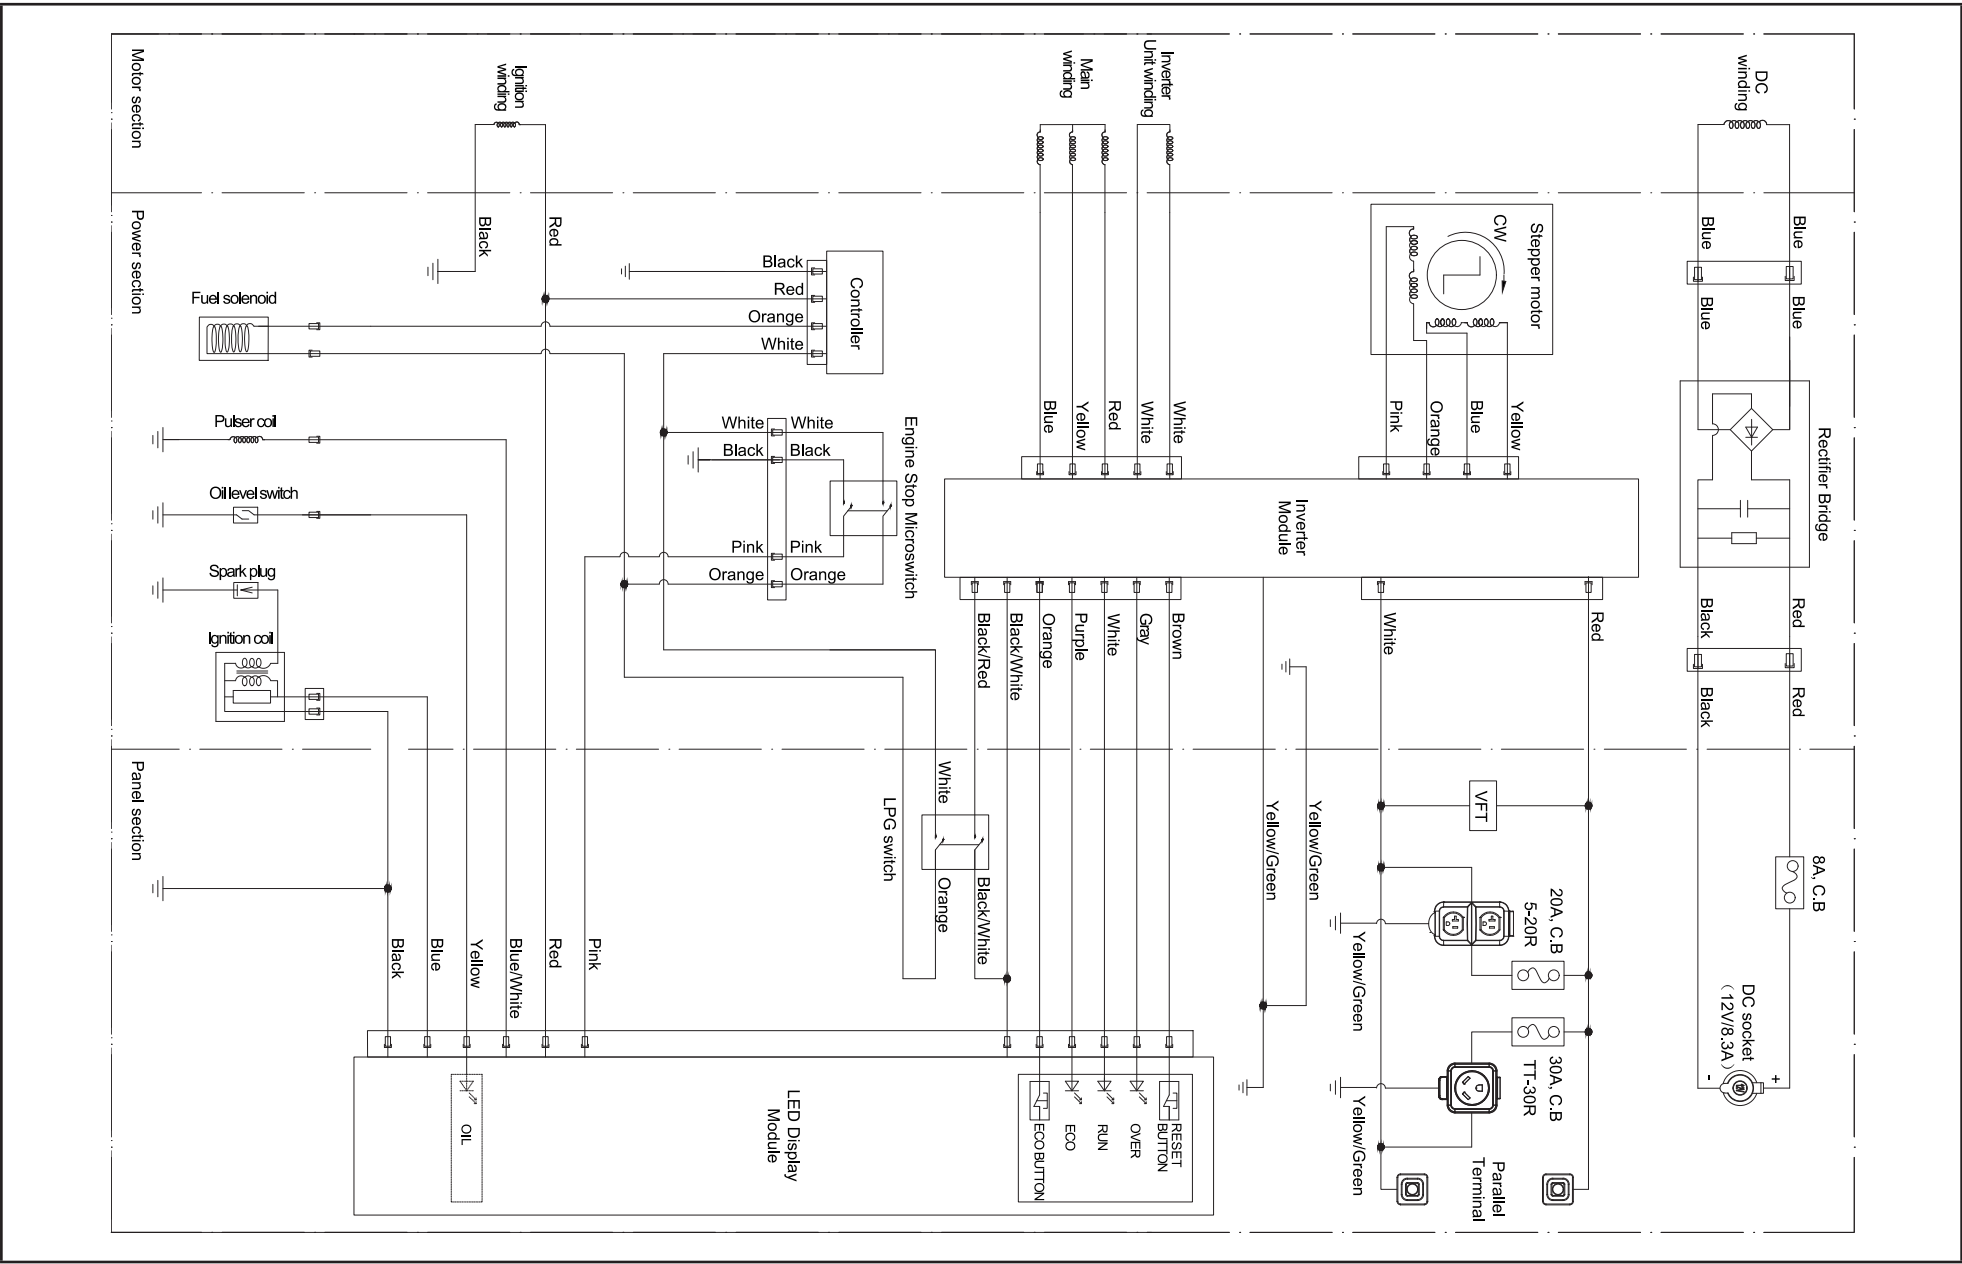 Motor section
Ignition
winding
Main
winding
Inverter
Unit winding
DC
winding
Power section
Black
Red
Fuel solenoid
Black
Red
Orange
White
Controller
Stepper motor
CW
Blue
Blue
Blue
Blue
Pulser coil
White
White
Black
Black
Pink
Pink
Orange
Orange
Engine Stop Microswitch
Blue
Yellow
Red
White
White
Pink
Orange
Blue
Yellow
Rectifier Bridge
Oil level switch
Inverter
Module
Spark plug
Ignition coil
Black/Red
Black/White
Orange
Purple
White
Gray
Brown
White
Red
Black
Red
Black
Red
Panel section
White
LPG switch
Orange
Black/White
Yellow/Green
Yellow/Green
VFT
20A, C.B
5-20R
8A, C.B
Black
Blue
Yellow
Blue/White
Red
Pink
Yellow/Green
30A, C.B
TT-30R
DC socket
(12V/8.3A)
-
+
Yellow/Green
OIL
LED Display
Module
ECO BUTTON
ECO
RUN
OVER
RESET
BUTTON
Parallel
Terminal